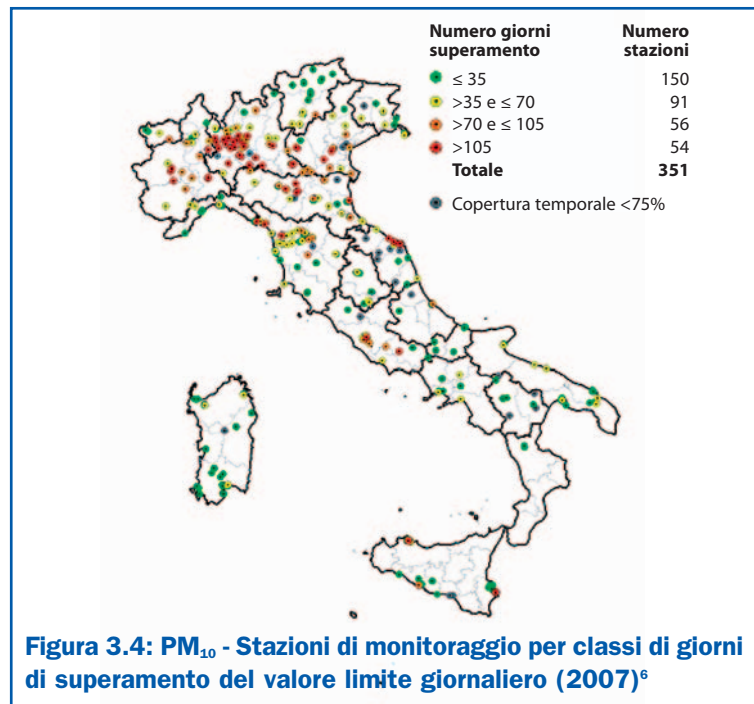 Numero giorni superamento Numero stazioni
≤ 35 150
>35 e ≤ 70 91
>70 e ≤ 105 56
>105 54
Totale 351
Copertura temporale <75%
Figura 3.4: PM₁₀ - Stazioni di monitoraggio per classi di giorni
di superamento del valore limite giornaliero (2007)⁶